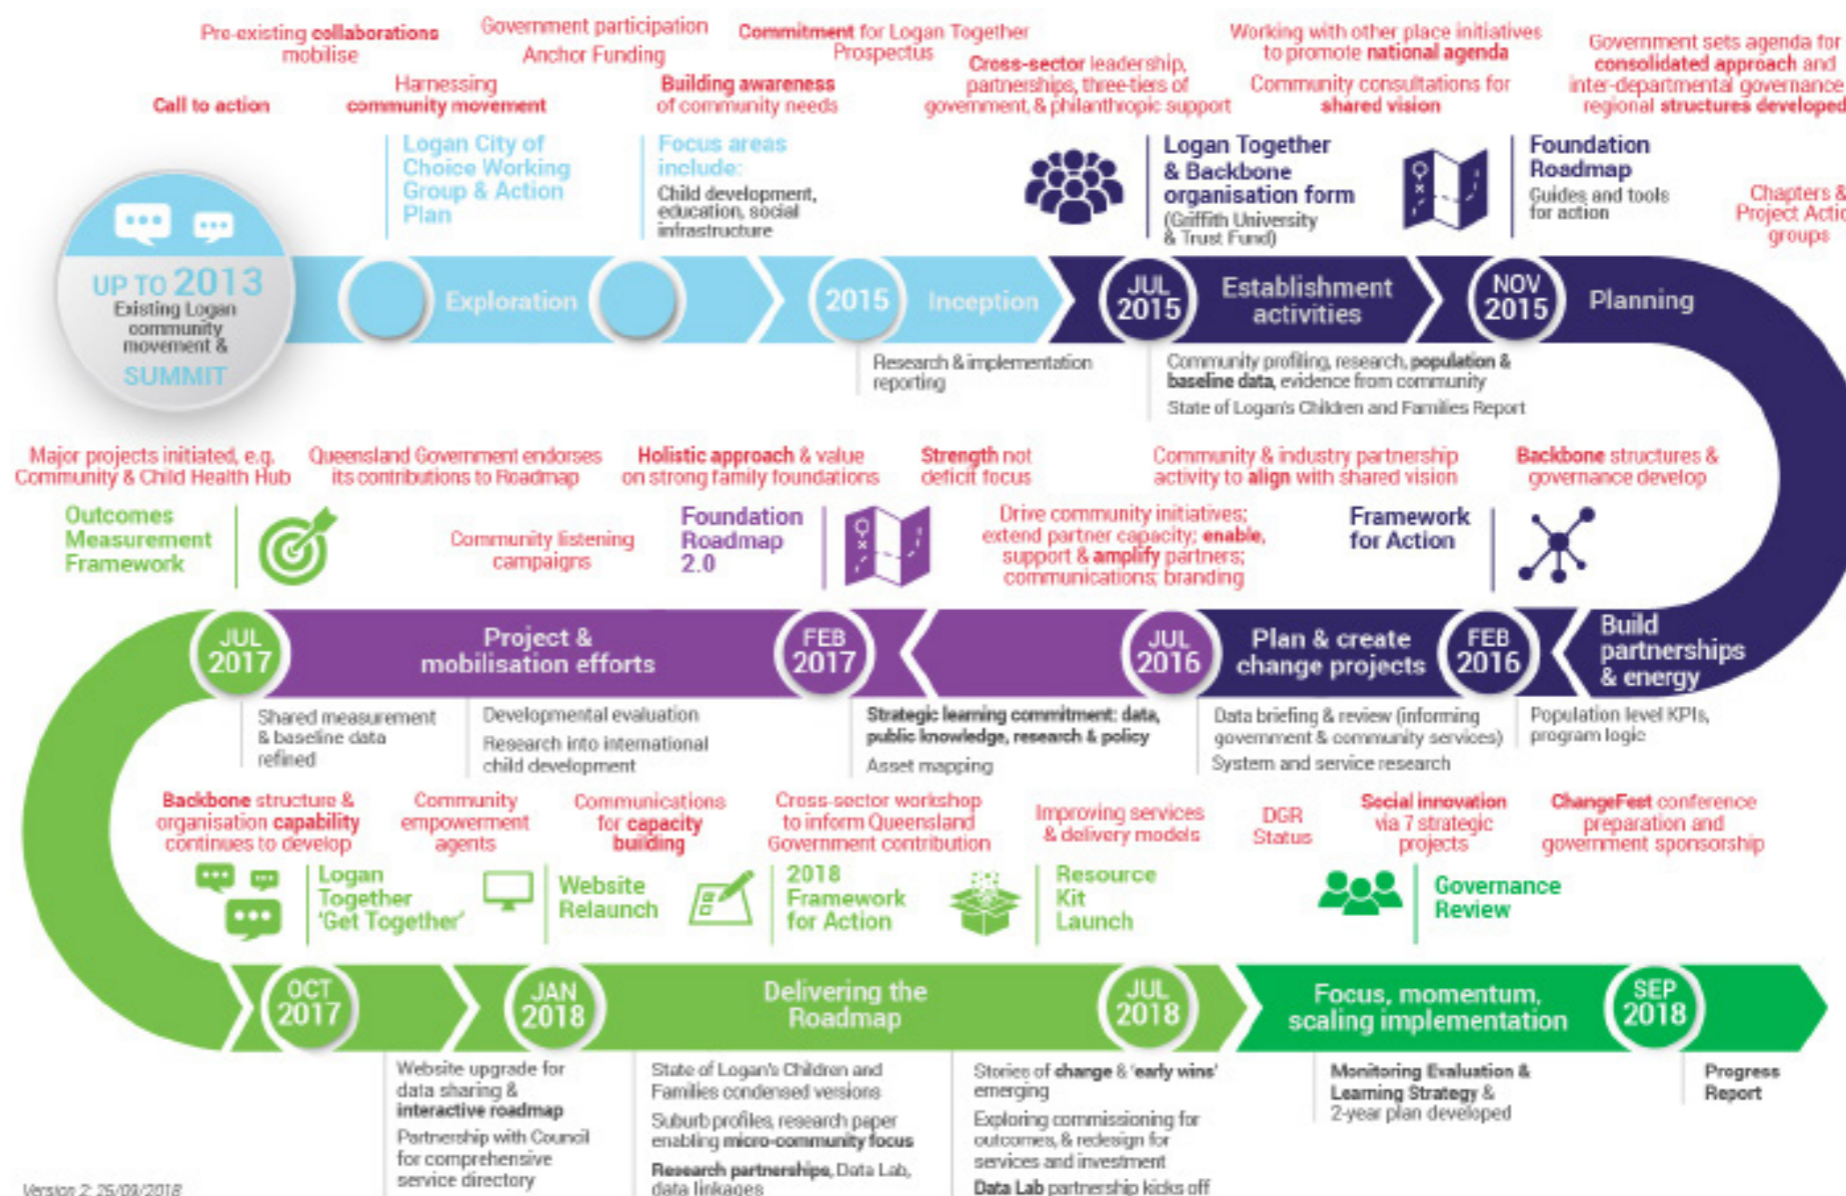 Pre-existing collaborations
mobilise
Government participation
Anchor Funding
Commitment for Logan Together
Prospectus
Working with other place initiatives
to promote national agenda
Government sets agenda for
consolidated approach and
inter-departmental governance
regional structures developed
Call to action
Harnessing
community movement
Building awareness
of community needs
Cross-sector leadership,
partnerships, three-tiers of
government, & philanthropic support
Community consultations for
shared vision
Logan City of
Choice Working
Group & Action
Plan
Focus areas
include:
Child development,
education, social
infrastructure
Logan Together
& Backbone
organisation form
(Griffith University
& Trust Fund)
Foundation
Roadmap
Guides and tools
for action
Chapters &
Project Actio
groups
UP TO 2013
Existing Logan
community
movement &
SUMMIT
Exploration
2015
Inception
JUL
2015
Establishment
activities
NOV
2015
Planning
Research & implementation
reporting
Community profiling, research, population &
baseline data, evidence from community
State of Logan's Children and Families Report
Major projects initiated, e.g.
Community & Child Health Hub
Queensland Government endorses
its contributions to Roadmap
Holistic approach & value
on strong family foundations
Strength not
deficit focus
Community & industry partnership
activity to align with shared vision
Backbone structures &
governance develop
Outcomes
Measurement
Framework
Community listening
campaigns
Foundation
Roadmap
2.0
Drive community initiatives;
extend partner capacity; enable,
support & amplify partners;
communications; branding
Framework
for Action
JUL
2017
Project &
mobilisation efforts
FEB
2017
JUL
2016
Plan & create
change projects
FEB
2016
Build
partnerships
& energy
Shared measurement
& baseline data
refined
Developmental evaluation
Research into international
child development
Strategic learning commitment: data,
public knowledge, research & policy
Asset mapping
Data briefing & review (informing
government & community services)
System and service research
Population level KPIs,
program logic
Backbone structure &
organisation capability
continues to develop
Community
empowerment
agents
Communications
for capacity
building
Cross-sector workshop
to inform Queensland
Government contribution
Improving services
& delivery models
DGR
Status
Social innovation
via 7 strategic
projects
ChangeFest conference
preparation and
government sponsorship
Logan
Together
'Get Together'
Website
Relaunch
2018
Framework
for Action
Resource
Kit
Launch
Governance
Review
OCT
2017
JAN
2018
Delivering the
Roadmap
JUL
2018
Focus, momentum,
scaling implementation
SEP
2018
Website upgrade for
data sharing &
interactive roadmap
Partnership with Council
for comprehensive
service directory
State of Logan's Children and
Families condensed versions
Suburb profiles, research paper
enabling micro-community focus
Research partnerships, Data Lab,
data linkages
Stories of change & 'early wins'
emerging
Exploring commissioning for
outcomes, & redesign for
services and investment
Data Lab partnership kicks off
Monitoring Evaluation &
Learning Strategy &
2-year plan developed
Progress
Report
Version 2: 25/09/2018